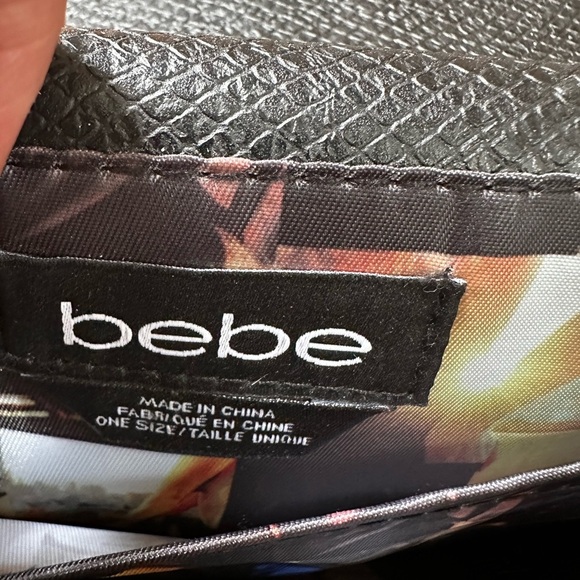 bebe
MADE IN CHINA
FABRIQUÉ EN CHINE
ONE SIZE/TAILLE UNIQUE